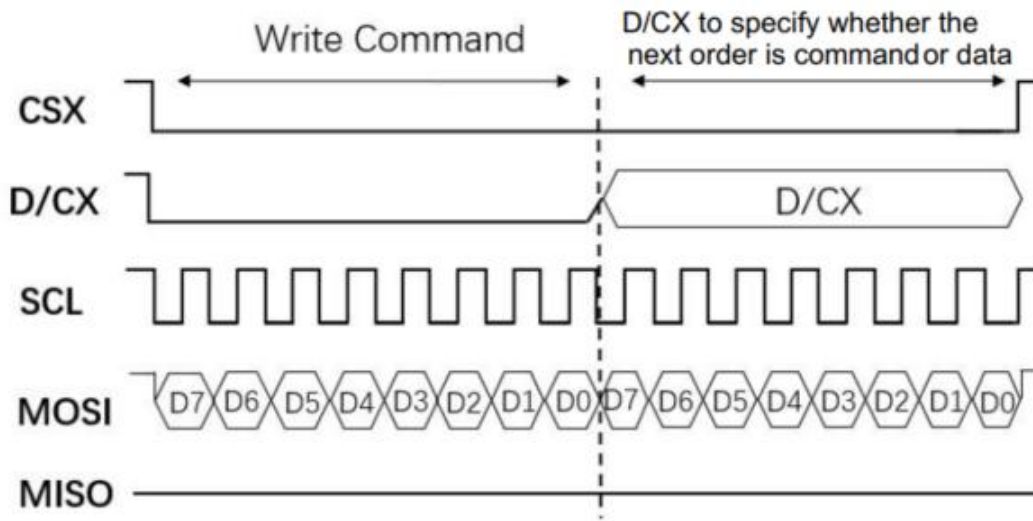 Write Command
D/CX to specify whether the
next order is command or data
CSX
D/CX
D/CX
SCL
MOSI
D7 D6 D5 D4 D3 D2 D1 D0 D7 D6 D5 D4 D3 D2 D1 D0
MISO